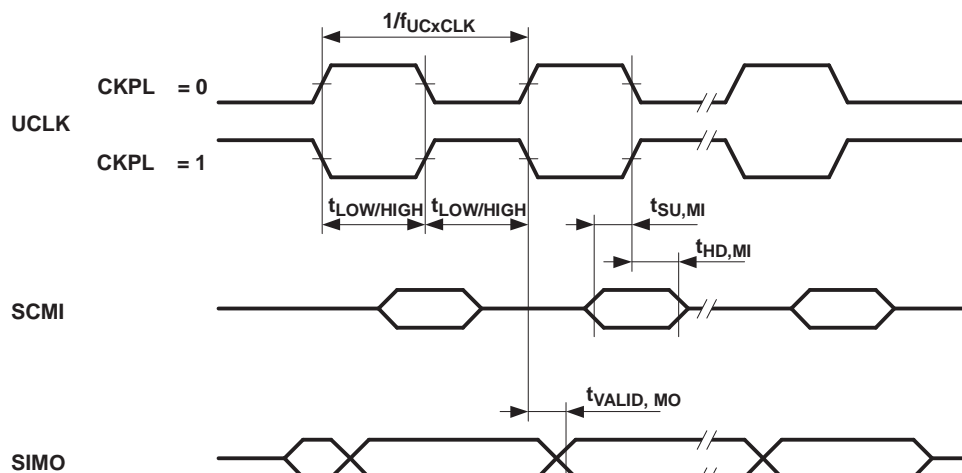 1/fUCxCLK
CKPL = 0
UCLK
CKPL = 1
tLOW/HIGH tLOW/HIGH tSU,MI
tHD,MI
SCMI
tVALID, MO
SIMO